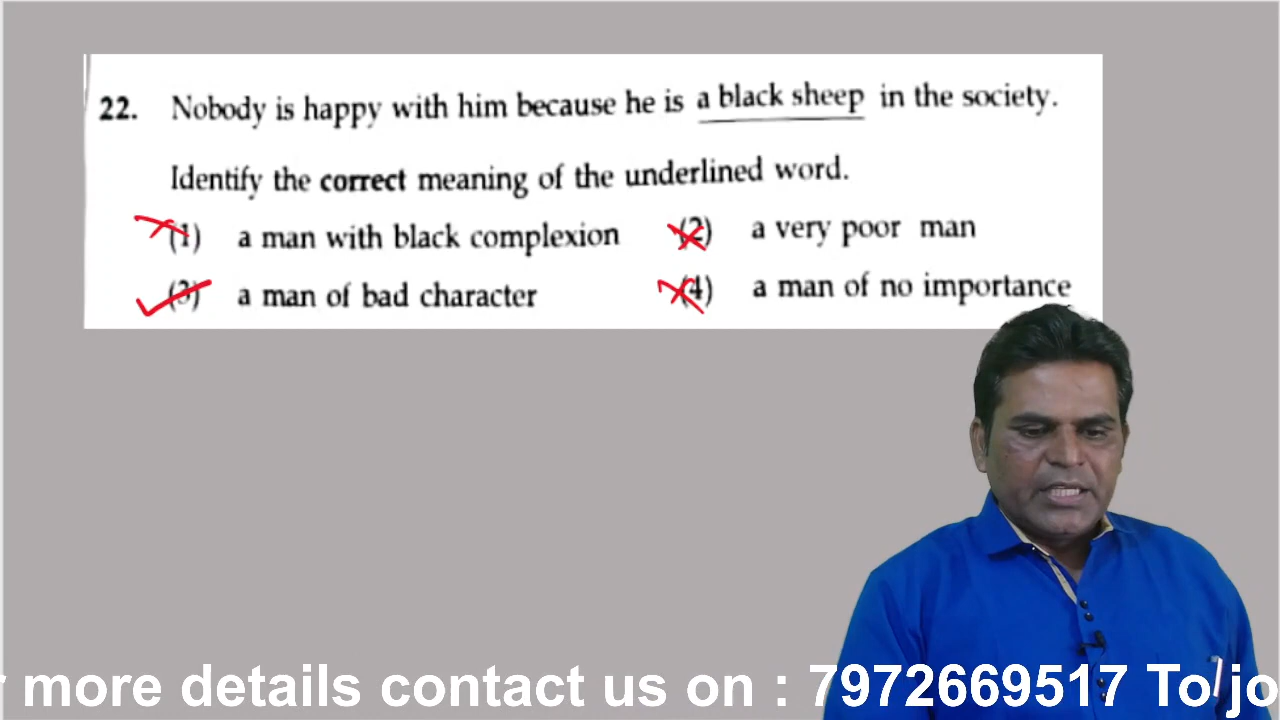 22. Nobody is happy with him because he is a black sheep in the society.
Identify the correct meaning of the underlined word.
(1) a man with black complexion (2) a very poor man
(3) a man of bad character (4) a man of no importance
more details contact us on : 7972669517 To jo